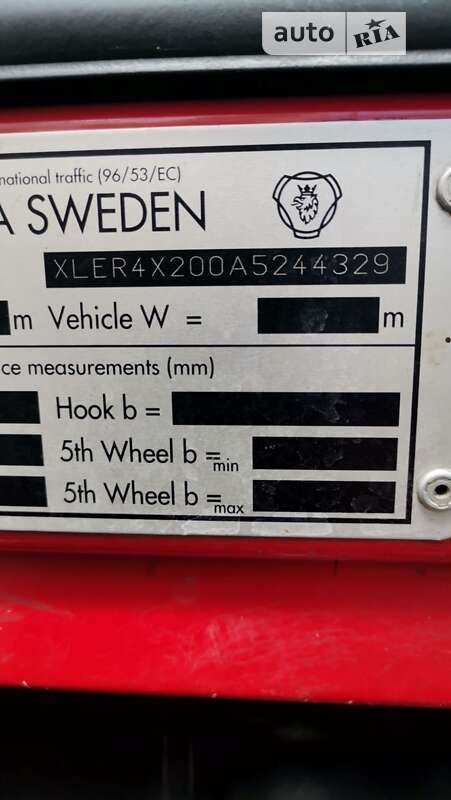 auto RIA
national traffic (96/53/EC)
A SWEDEN
XLER4X200A5244329
m Vehicle W = m
ce measurements (mm)
Hook b =
5th Wheel b = min
5th Wheel b = max